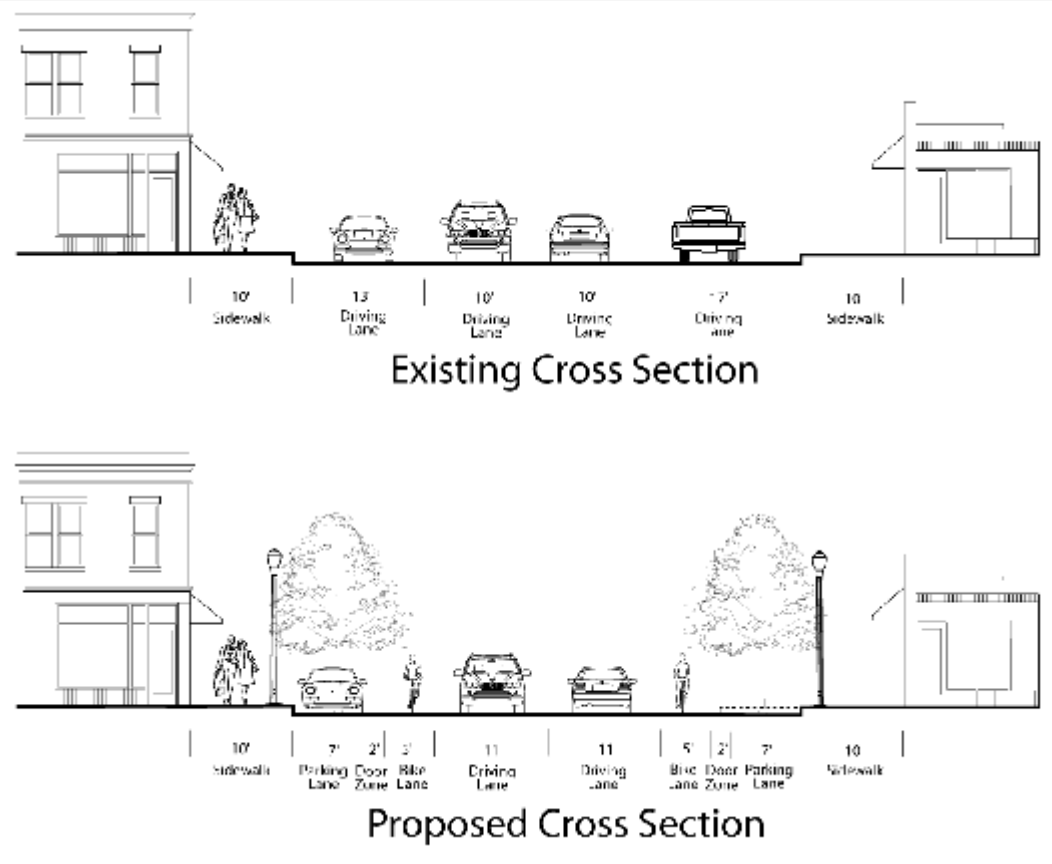 10' 13' 10' 10' 17' 10
Sidewalk Driving Driving Driving Driving Sidewalk
Lane Lane Lane Lane
Existing Cross Section
10' 7' 2' 5' 11 11 5' 2' 7' 10
Sidewalk Parking Door Bike Driving Driving Bike Door Parking Sidewalk
Lane Zone Lane Lane Lane Lane Zone Lane
Proposed Cross Section